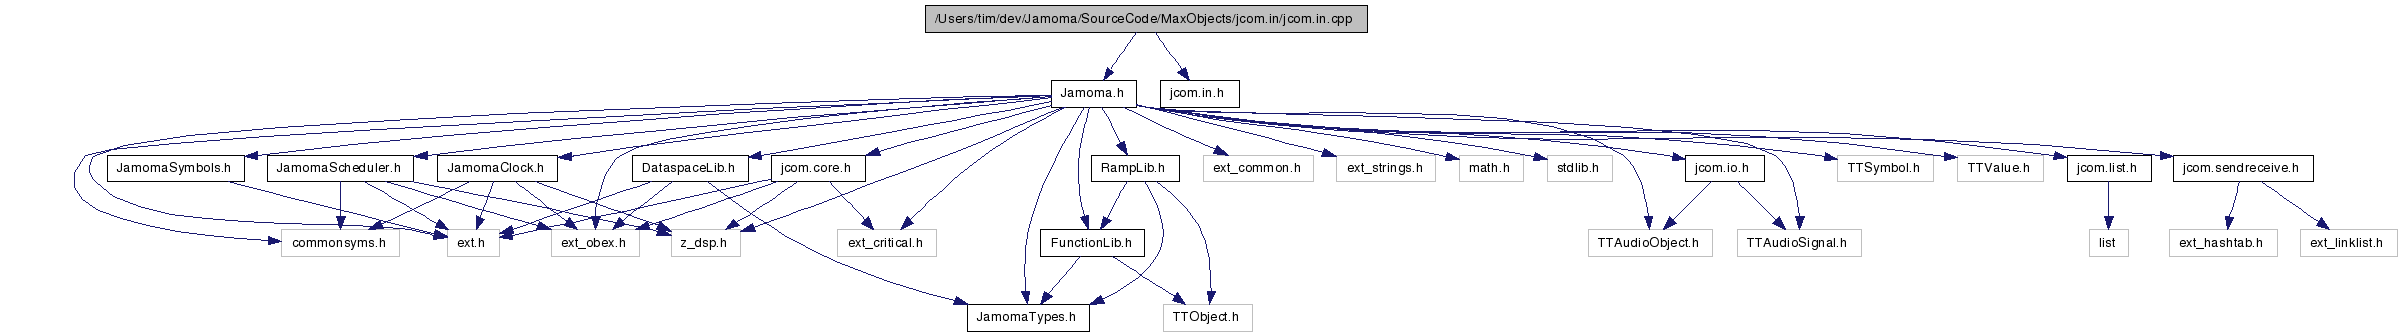 /Users/tim/dev/Jamoma/SourceCode/MaxObjects/jcom.in/jcom.in.cpp
Jamoma.h
jcom.in.h
JamomaSymbols.h
JamomaScheduler.h
JamomaClock.h
DataspaceLib.h
jcom.core.h
RampLib.h
ext_common.h
ext_strings.h
math.h
stdlib.h
jcom.io.h
TTSymbol.h
TTValue.h
jcom.list.h
jcom.sendreceive.h
commonsyms.h
ext.h
ext_obex.h
z_dsp.h
ext_critical.h
FunctionLib.h
TTAudioObject.h
TTAudioSignal.h
list
ext_hashtab.h
ext_linklist.h
JamomaTypes.h
TTObject.h